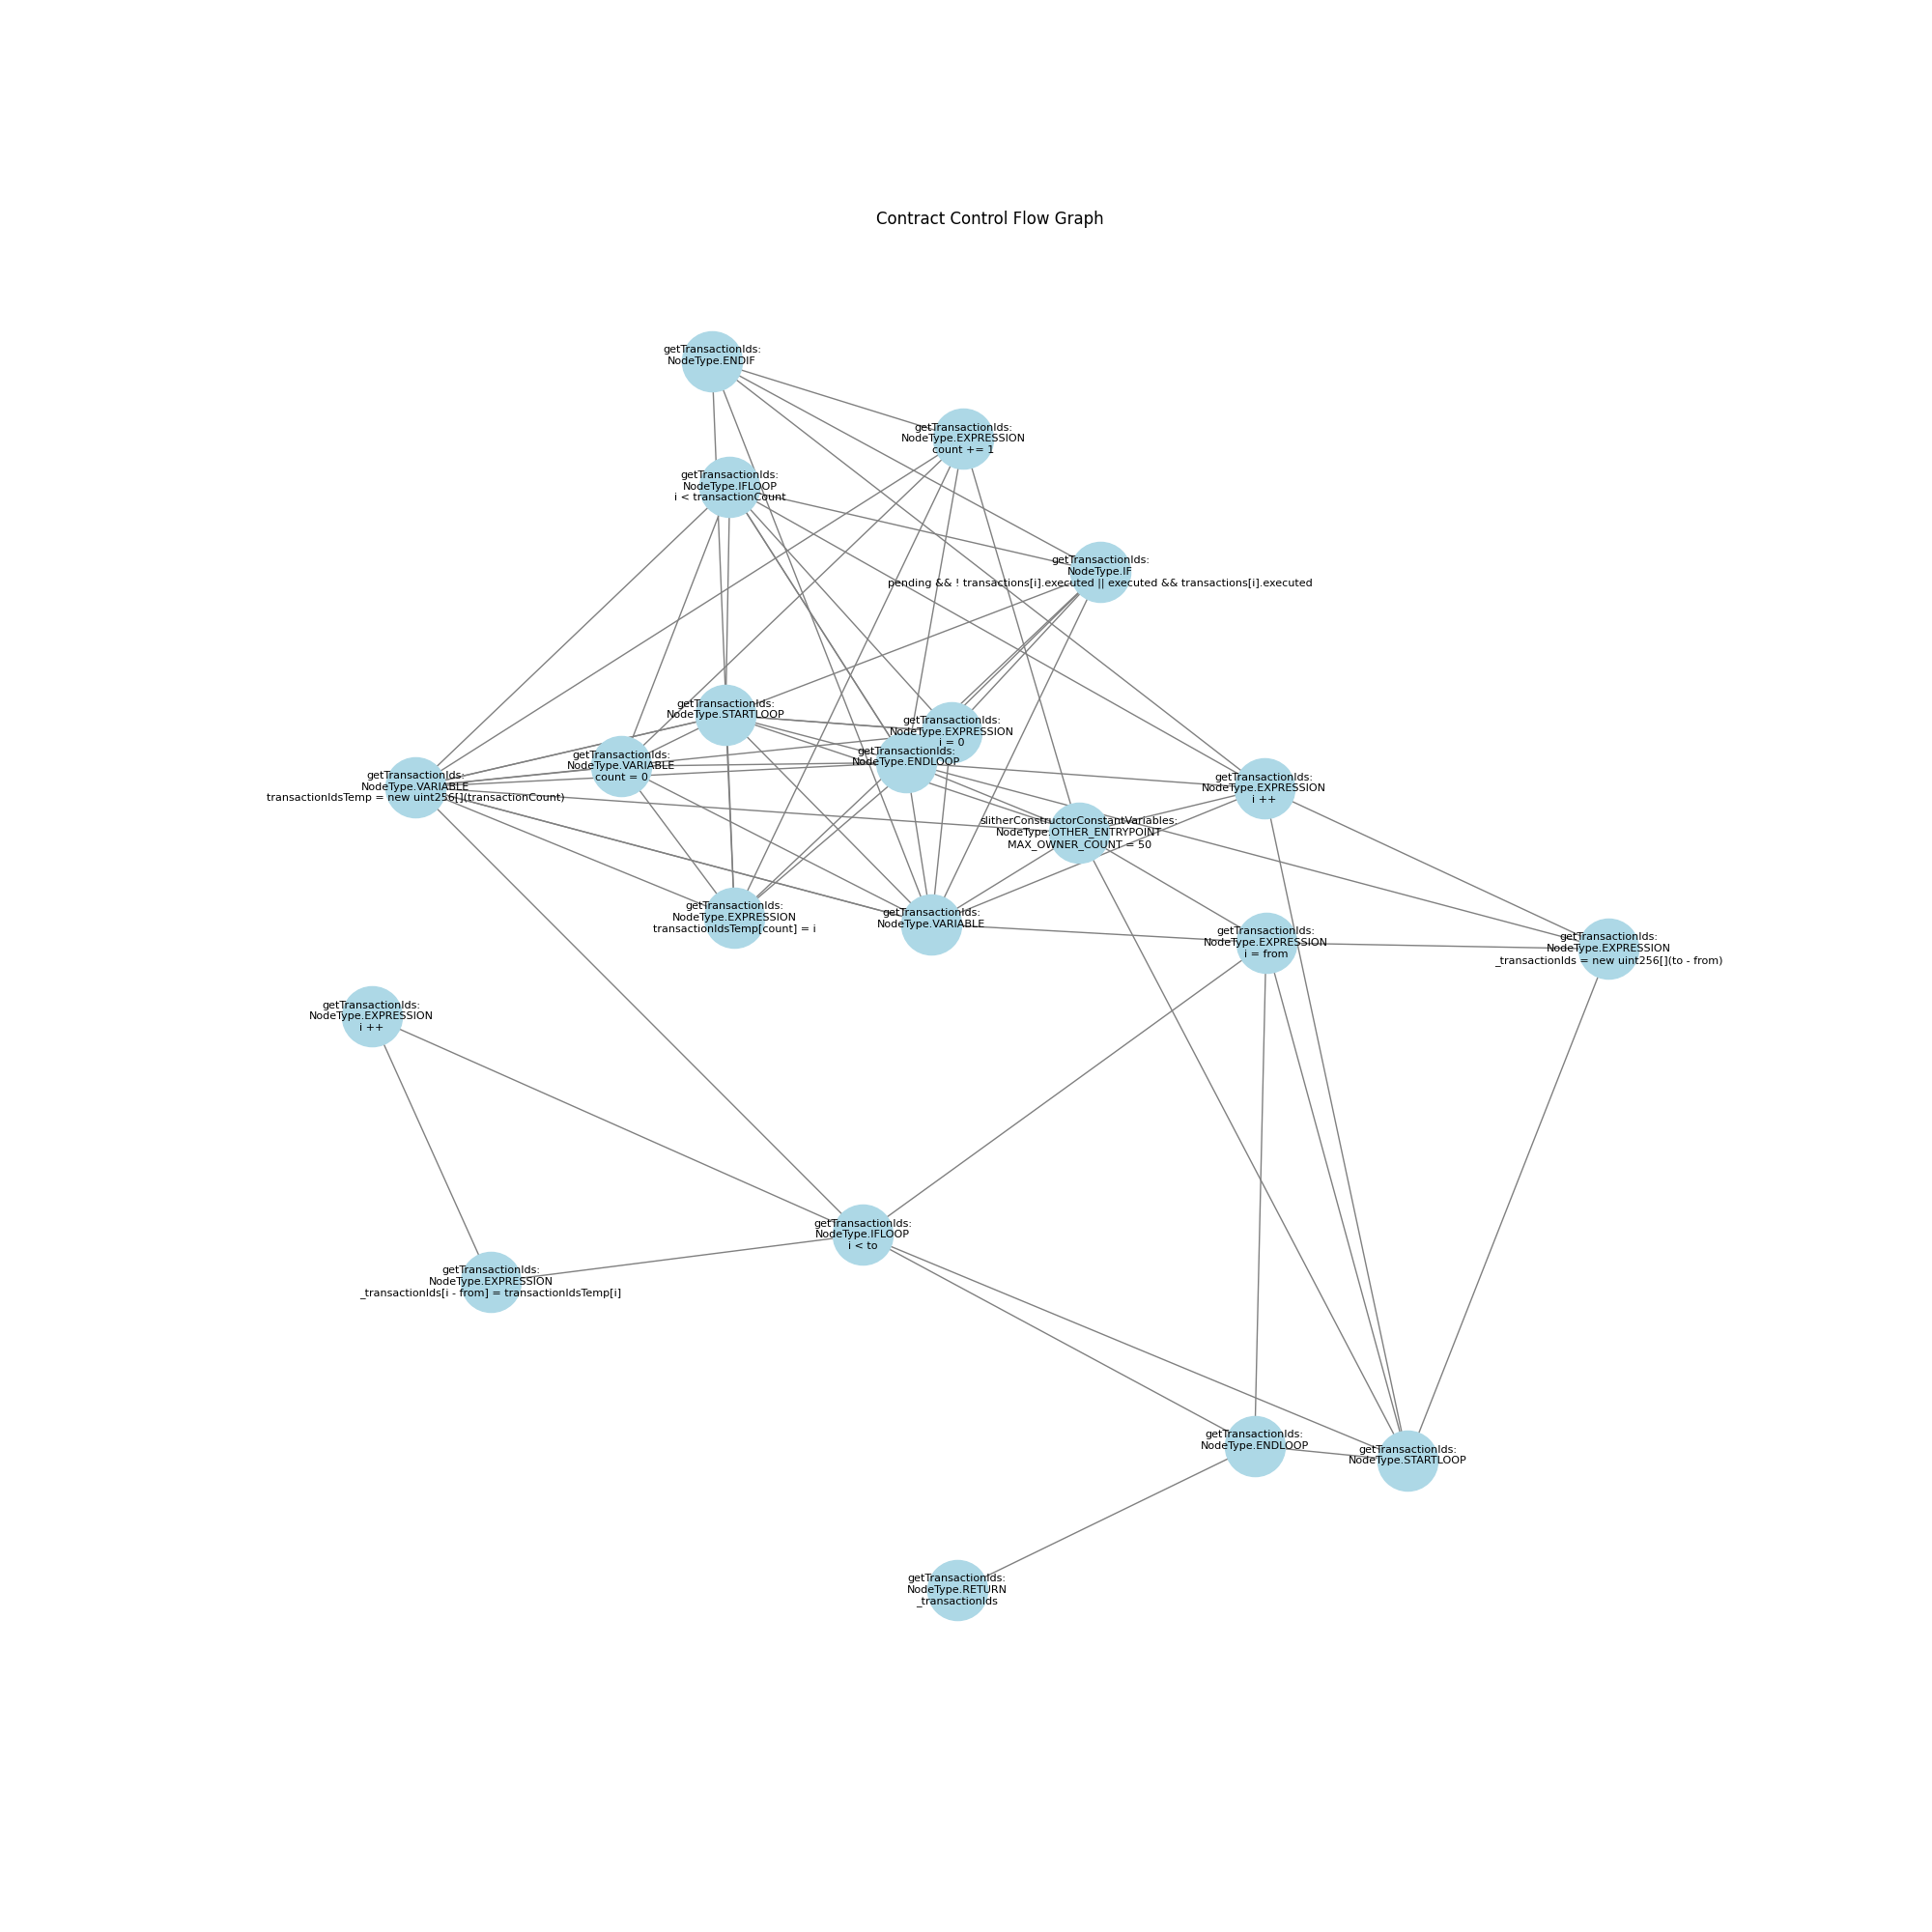 Contract Control Flow Graph
getTransactionIds:
NodeType.ENDIF
getTransactionIds:
NodeType.EXPRESSION
count += 1
getTransactionIds:
NodeType.IFLOOP
i < transactionCount
getTransactionIds:
NodeType.IF
pending && ! transactions[i].executed || executed && transactions[i].executed
getTransactionIds:
NodeType.STARTLOOP
getTransactionIds:
NodeType.EXPRESSION
i = 0
getTransactionIds:
NodeType.ENDLOOP
getTransactionIds:
NodeType.VARIABLE
count = 0
getTransactionIds:
NodeType.VARIABLE
transactionIdsTemp = new uint256[](transactionCount)
getTransactionIds:
NodeType.EXPRESSION
i ++
slitherConstructorConstantVariables:
NodeType.OTHER_ENTRYPOINT
MAX_OWNER_COUNT = 50
getTransactionIds:
NodeType.EXPRESSION
transactionIdsTemp[count] = i
getTransactionIds:
NodeType.VARIABLE
getTransactionIds:
NodeType.EXPRESSION
i = from
getTransactionIds:
NodeType.EXPRESSION
_transactionIds = new uint256[](to - from)
getTransactionIds:
NodeType.EXPRESSION
i ++
getTransactionIds:
NodeType.IFLOOP
i < to
getTransactionIds:
NodeType.EXPRESSION
_transactionIds[i - from] = transactionIdsTemp[i]
getTransactionIds:
NodeType.ENDLOOP
getTransactionIds:
NodeType.STARTLOOP
getTransactionIds:
NodeType.RETURN
_transactionIds